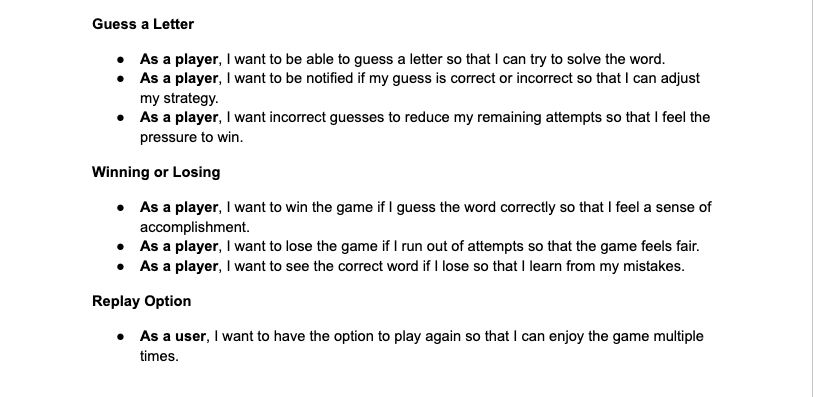 Guess a Letter
● As a player, I want to be able to guess a letter so that I can try to solve the word.
● As a player, I want to be notified if my guess is correct or incorrect so that I can adjust
my strategy.
● As a player, I want incorrect guesses to reduce my remaining attempts so that I feel the
pressure to win.
Winning or Losing
● As a player, I want to win the game if I guess the word correctly so that I feel a sense of
accomplishment.
● As a player, I want to lose the game if I run out of attempts so that the game feels fair.
● As a player, I want to see the correct word if I lose so that I learn from my mistakes.
Replay Option
● As a user, I want to have the option to play again so that I can enjoy the game multiple
times.